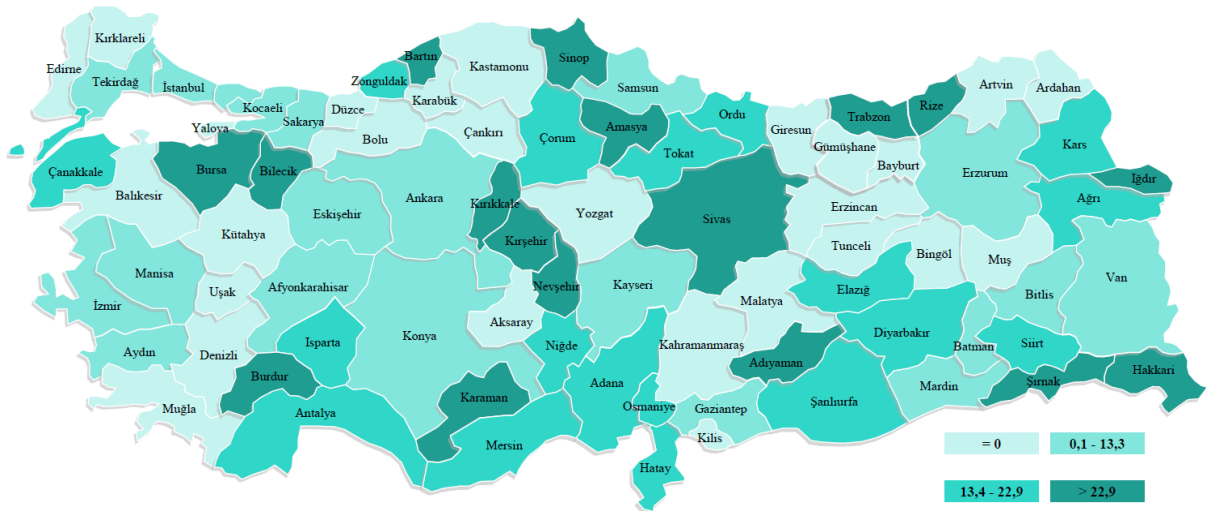 Kırklareli
Edirne
Tekirdağ
İstanbul
Kocaeli
Sakarya
Yalova
Düzce
Bolu
Zonguldak
Bartın
Karabük
Kastamonu
Çankırı
Sinop
Samsun
Çorum
Amasya
Tokat
Ordu
Giresun
Gümüşhane
Trabzon
Bayburt
Rize
Artvin
Ardahan
Kars
Iğdır
Ağrı
Erzurum
Erzincan
Çanakkale
Balıkesir
Bursa
Bilecik
Kütahya
Eskişehir
Ankara
Kırıkkale
Kırşehir
Yozgat
Sivas
Tunceli
Bingöl
Muş
Bitlis
Van
Manisa
İzmir
Uşak
Afyonkarahisar
Konya
Aksaray
Nevşehir
Kayseri
Malatya
Elazığ
Diyarbakır
Batman
Siirt
Hakkari
Şırnak
Mardin
Aydın
Denizli
Isparta
Burdur
Muğla
Antalya
Karaman
Niğde
Mersin
Adana
Kahramanmaraş
Osmaniye
Gaziantep
Kilis
Hatay
Adıyaman
Şanlıurfa
= 0
0,1 - 13,3
13,4 - 22,9
> 22,9